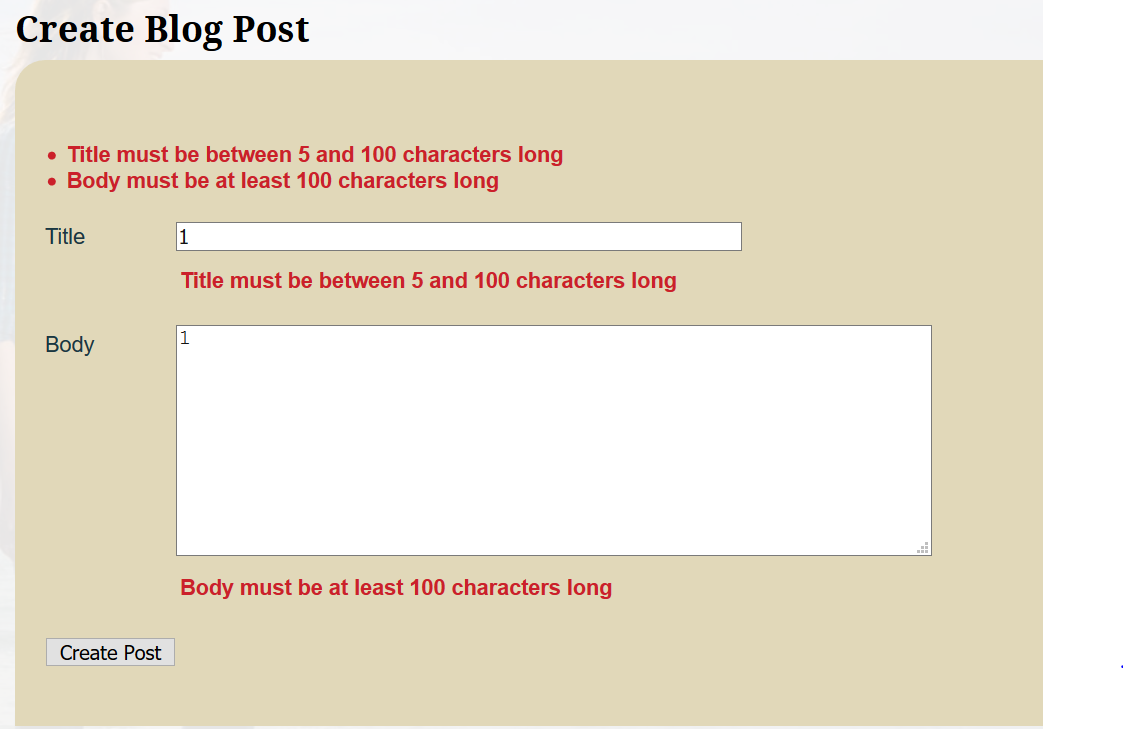 Create Blog Post
Title must be between 5 and 100 characters long
Body must be at least 100 characters long
Title
1
Title must be between 5 and 100 characters long
Body
1
Body must be at least 100 characters long
Create Post